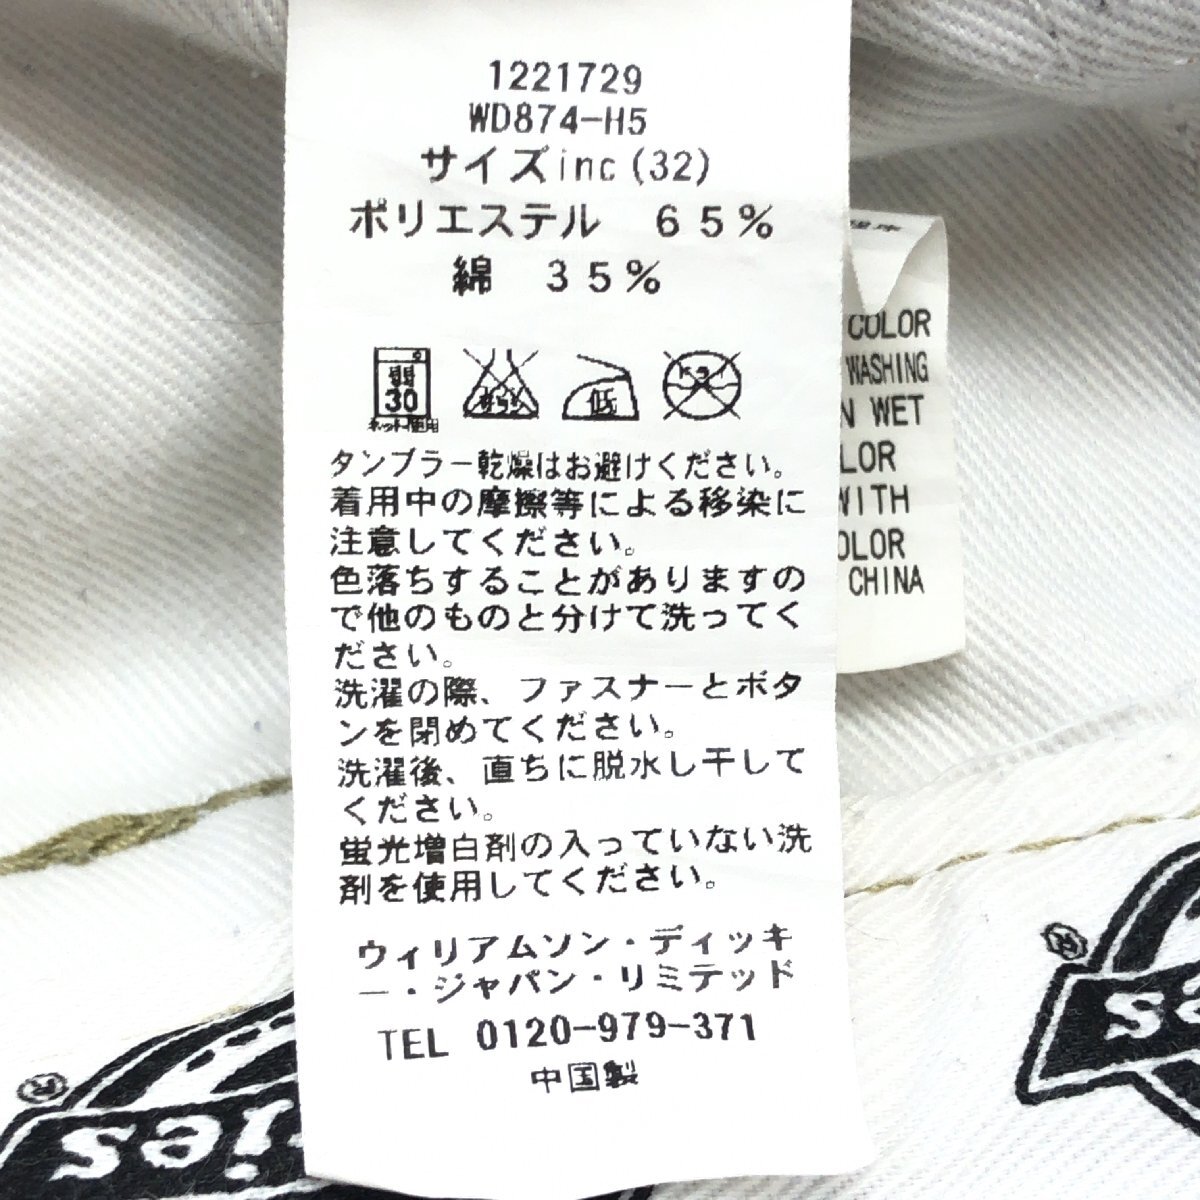 1221729
WD874-H5
サイズinc(32)
ポリエステル 65%
綿 35%
弱
30
ネット使用
低
タンブラー乾燥はお避けください。
着用中の摩擦等による移染に
注意してください。
色落ちすることがありますの
で他のものと分けて洗ってく
ださい。
洗濯の際、ファスナーとボタ
ンを閉めてください。
洗濯後、直ちに脱水し干して
ください。
蛍光増白剤の入っていない洗
剤を使用してください。
ウィリアムソン・ディッキ
ー・ジャパン・リミテッド
TEL 0120-979-371
中国製
COLOR
WASHING
N WET
LOR
WITH
OLOR
CHINA
®
ies
®
es